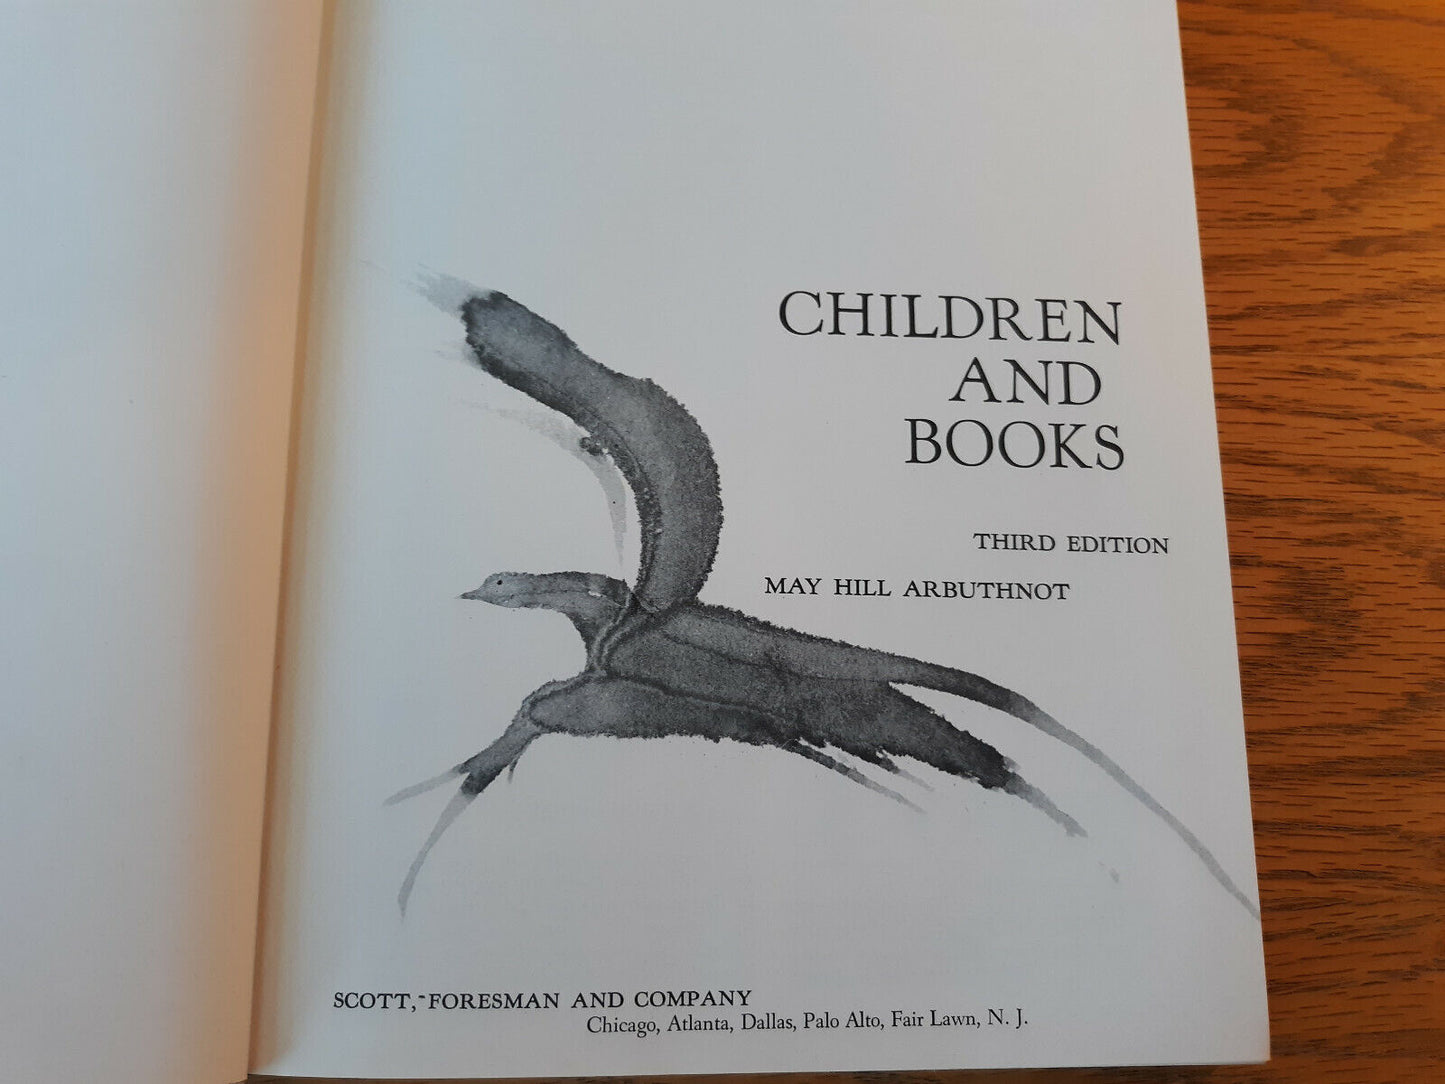 CHILDREN
AND
BOOKS
THIRD EDITION
MAY HILL ARBUTHNOT
SCOTT, FORESMAN AND COMPANY
Chicago, Atlanta, Dallas, Palo Alto, Fair Lawn, N. J.